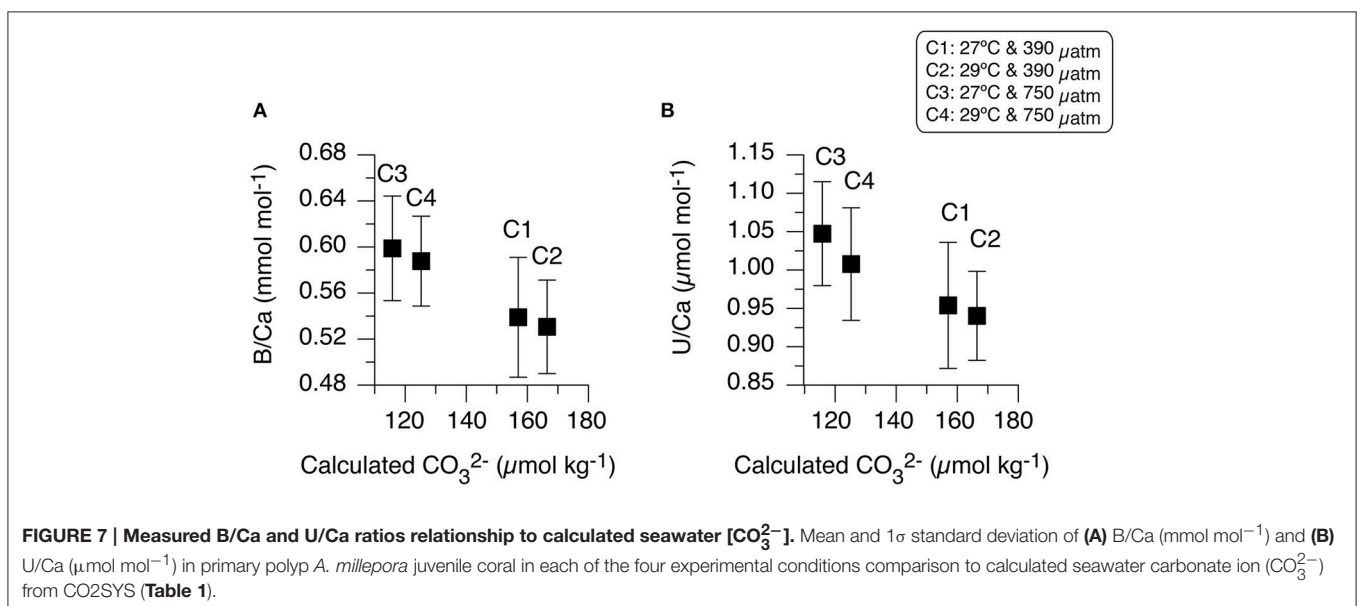 C1: 27ºC & 390 µatm
C2: 29ºC & 390 µatm
C3: 27ºC & 750 µatm
C4: 29ºC & 750 µatm
A
B/Ca (mmol mol⁻¹)
0.68
0.64
0.60
0.56
0.52
0.48
C3
C4
C1
C2
120 140 160 180
Calculated CO₃²⁻ (µmol kg⁻¹)
B
U/Ca (µmol mol⁻¹)
1.15
1.10
1.05
1.00
0.95
0.90
0.85
C3
C4
C1
C2
120 140 160 180
Calculated CO₃²⁻ (µmol kg⁻¹)
FIGURE 7 | Measured B/Ca and U/Ca ratios relationship to calculated seawater [CO₃²⁻]. Mean and 1σ standard deviation of (A) B/Ca (mmol mol⁻¹) and (B)
U/Ca (µmol mol⁻¹) in primary polyp A. millepora juvenile coral in each of the four experimental conditions comparison to calculated seawater carbonate ion (CO₃²⁻)
from CO2SYS (Table 1).